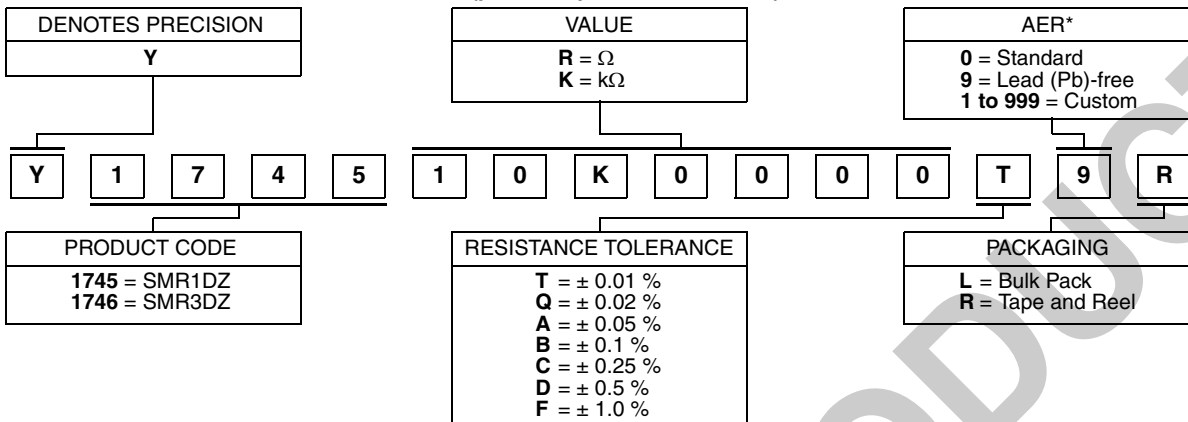 DENOTES PRECISION
Y
VALUE
R = Ω
K = kΩ
AER*
0 = Standard
9 = Lead (Pb)-free
1 to 999 = Custom
Y 1 7 4 5 1 0 K 0 0 0 0 T 9 R
PRODUCT CODE
1745 = SMR1DZ
1746 = SMR3DZ
RESISTANCE TOLERANCE
T = ± 0.01 %
Q = ± 0.02 %
A = ± 0.05 %
B = ± 0.1 %
C = ± 0.25 %
D = ± 0.5 %
F = ± 1.0 %
PACKAGING
L = Bulk Pack
R = Tape and Reel